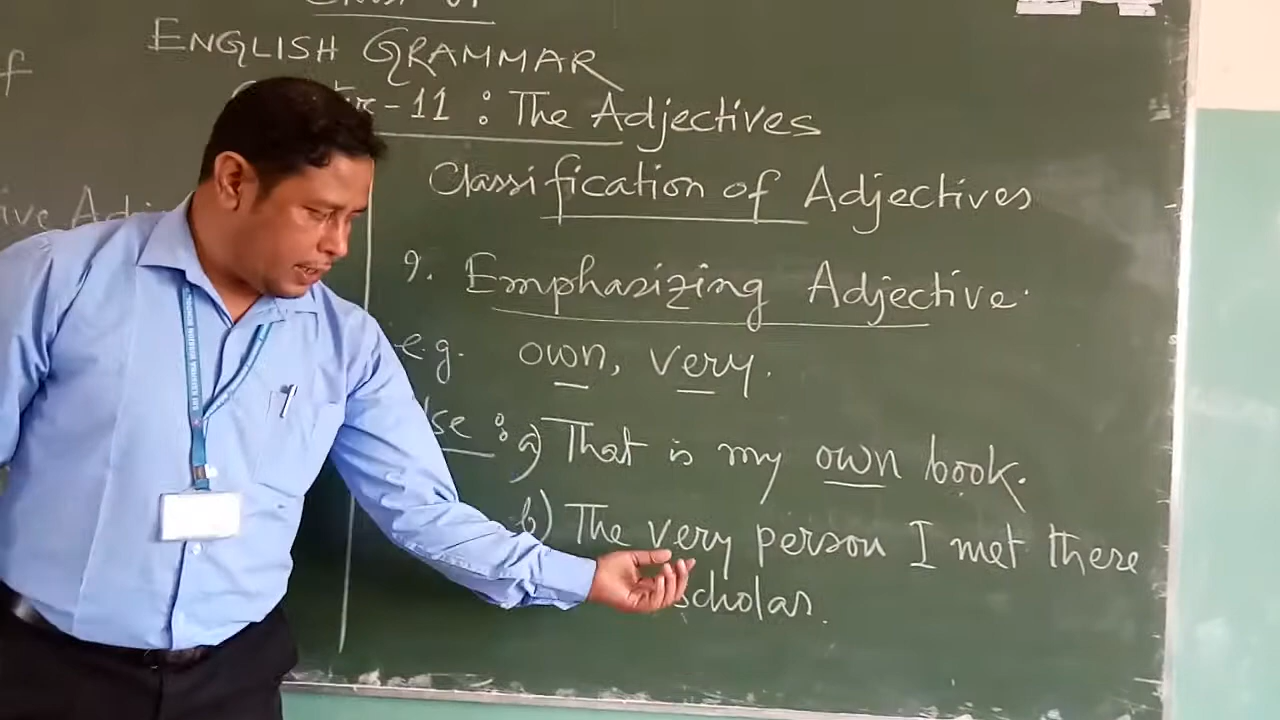 ENGLISH GRAMMAR
-11 : The Adjectives
Classification of Adjectives
9. Emphasizing Adjective.
e.g. own, very.
a) That is my own book.
b) The very person I met there
scholar.